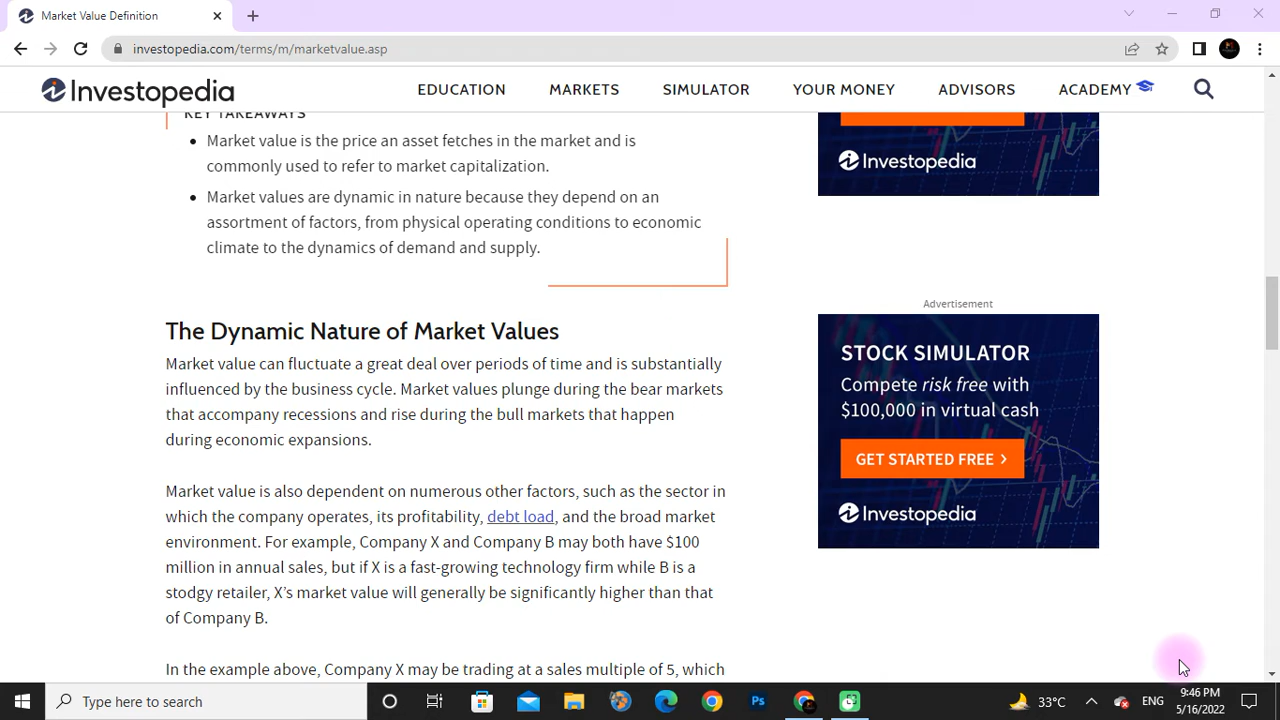 Market Value Definition
investopedia.com/terms/m/marketvalue.asp
Investopedia
EDUCATION
MARKETS
SIMULATOR
YOUR MONEY
ADVISORS
ACADEMY
KEY TAKEAWAYS
Market value is the price an asset fetches in the market and is
commonly used to refer to market capitalization.
Market values are dynamic in nature because they depend on an
assortment of factors, from physical operating conditions to economic
climate to the dynamics of demand and supply.
The Dynamic Nature of Market Values
Market value can fluctuate a great deal over periods of time and is substantially
influenced by the business cycle. Market values plunge during the bear markets
that accompany recessions and rise during the bull markets that happen
during economic expansions.
Market value is also dependent on numerous other factors, such as the sector in
which the company operates, its profitability, debt load, and the broad market
environment. For example, Company X and Company B may both have $100
million in annual sales, but if X is a fast-growing technology firm while B is a
stodgy retailer, X's market value will generally be significantly higher than that
of Company B.
In the example above, Company X may be trading at a sales multiple of 5, which
Investopedia
Advertisement
STOCK SIMULATOR
Compete risk free with
$100,000 in virtual cash
GET STARTED FREE >
Investopedia
Type here to search
Ps
33°C
ENG
9:46 PM
5/16/2022